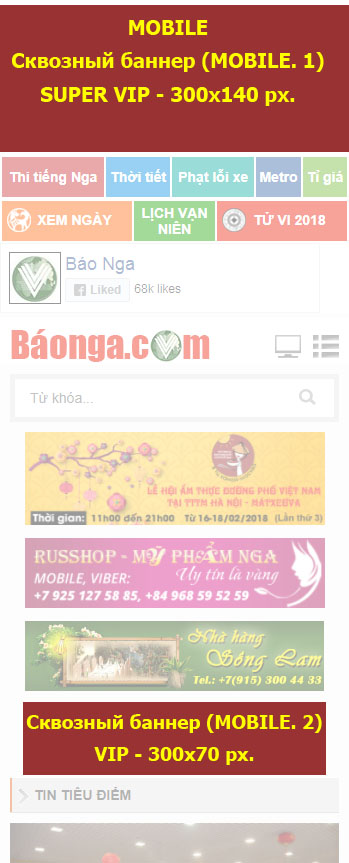 MOBILE
Сквозный баннер (MOBILE. 1)
SUPER VIP - 300x140 px.
Thi tiếng Nga
Thời tiết
Phạt lỗi xe
Metro
Tỉ giá
XEM NGÀY
LỊCH VẠN
NIÊN
TỬ VI 2018
Báo Nga
Liked
68k likes
Báonga.com
Từ khóa...
LỄ HỘI ẨM THỰC ĐƯỜNG PHỐ VIỆT NAM
TẠI TTTM HÀ NỘI - MÁTXCƠVA
Thời gian: 11h00 đến 21h00 Từ 16-18/02/2018 (Lần thứ 3)
RUSSHOP - MỸ PHẨM NGA
MOBILE, VIBER: Uy tín là vàng
+7 925 127 58 85, +84 968 59 52 59
Nhà hàng
Sông Lam
Tel.: +7(915) 300 44 33
Сквозный баннер (MOBILE. 2)
VIP - 300x70 px.
TIN TIÊU ĐIỂM